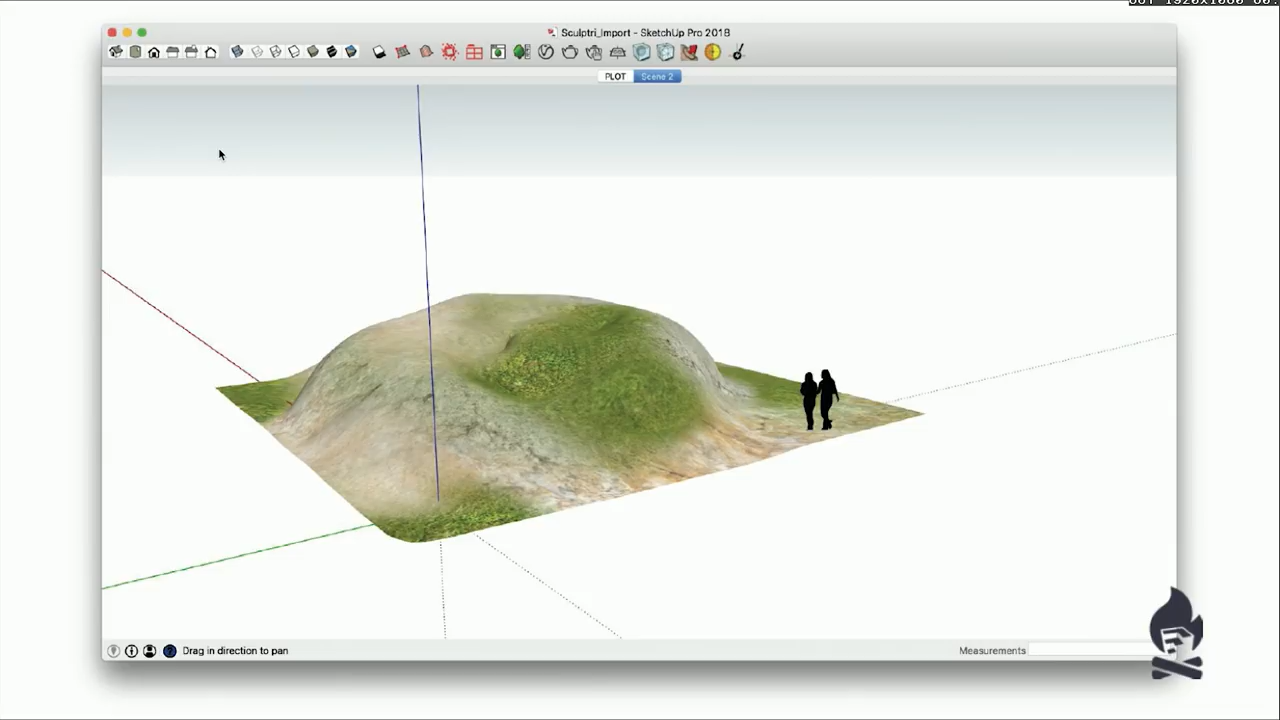 Sculptri_Import - SketchUp Pro 2018
PLOT
Scene 2
Drag in direction to pan
Measurements